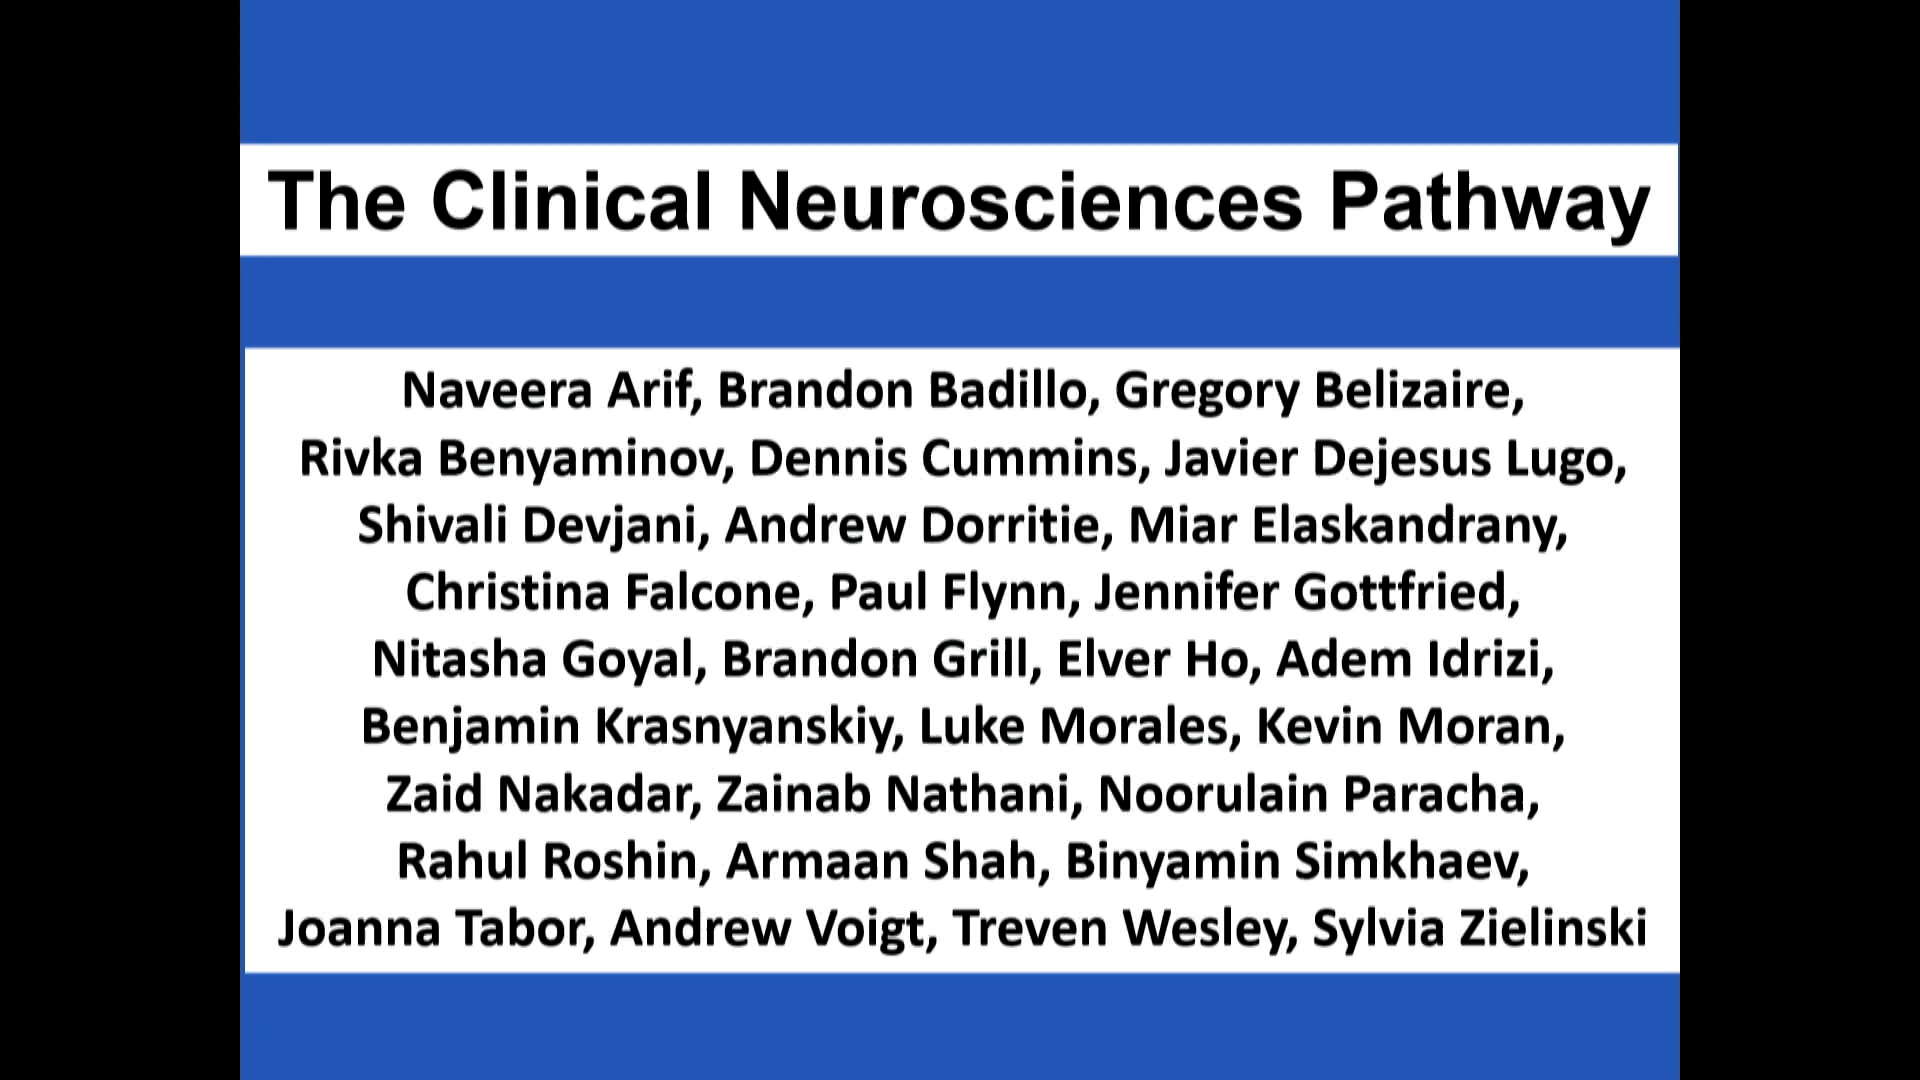 The Clinical Neurosciences Pathway
Naveera Arif, Brandon Badillo, Gregory Belizaire,
Rivka Benyaminov, Dennis Cummins, Javier Dejesus Lugo,
Shivali Devjani, Andrew Dorritie, Miar Elaskandrany,
Christina Falcone, Paul Flynn, Jennifer Gottfried,
Nitasha Goyal, Brandon Grill, Elver Ho, Adem Idrizi,
Benjamin Krasnyanskiy, Luke Morales, Kevin Moran,
Zaid Nakadar, Zainab Nathani, Noorulain Paracha,
Rahul Roshin, Armaan Shah, Binyamin Simkhaev,
Joanna Tabor, Andrew Voigt, Treven Wesley, Sylvia Zielinski